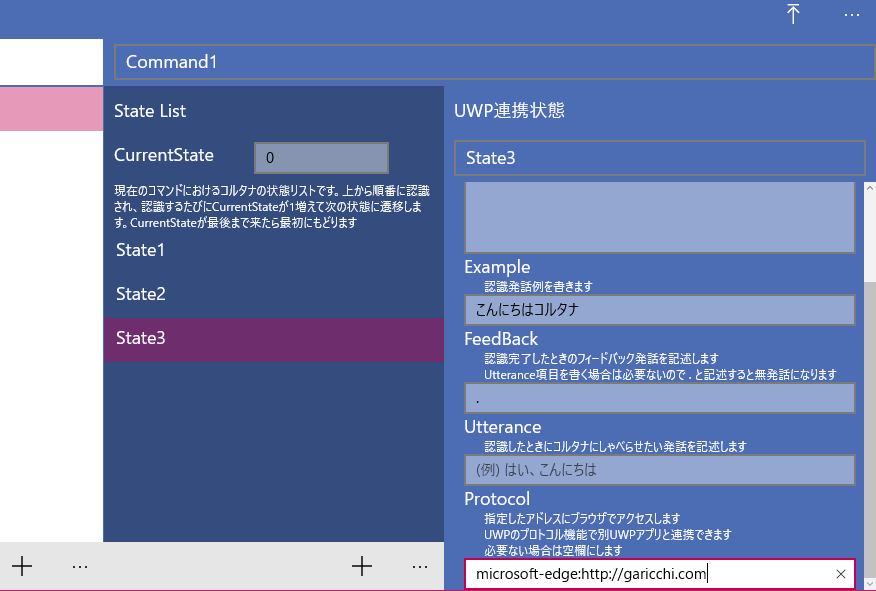 Command1
State List
CurrentState
0
現在のコマンドにおけるコルタナの状態リストです。上から順番に認識
され、認識するたびにCurrentStateが1増えて次の状態に遷移しま
す。CurrentStateが最後まで来たら最初にもどります
State1
State2
State3
UWP連携状態
State3
Example
認識発話例を書きます
こんにちはコルタナ
FeedBack
認識完了したときのフィードバック発話を記述します
Utterance項目を書く場合は必要ないので . と記述すると無発話になります
.
Utterance
認識したときにコルタナにしゃべらせたい発話を記述します
(例) はい、こんにちは
Protocol
指定したアドレスにブラウザでアクセスします
UWPのプロトコル機能で別UWPアプリと連携できます
必要ない場合は空欄にします
microsoft-edge:http://garicchi.com